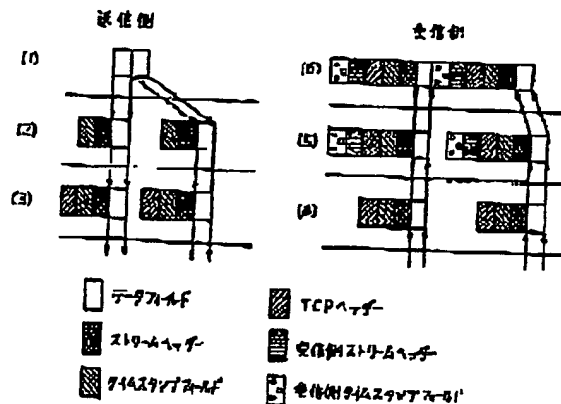 送信側
受信側
(1)
(2)
(3)
(6)
(5)
(4)
データフィールド
ストリームヘッダー
タイムスタンプフィールド
TCPヘッダー
受信側ストリームヘッダー
受信側タイムスタンプフィールド